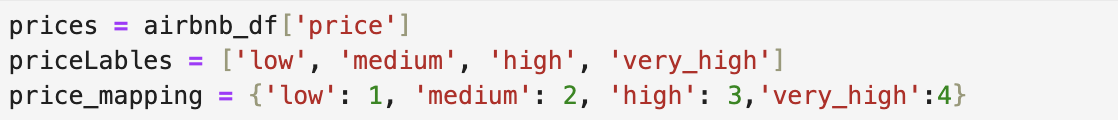 prices = airbnb_df['price']
priceLables = ['low', 'medium', 'high', 'very_high']
price_mapping = {'low': 1, 'medium': 2, 'high': 3,'very_high':4}